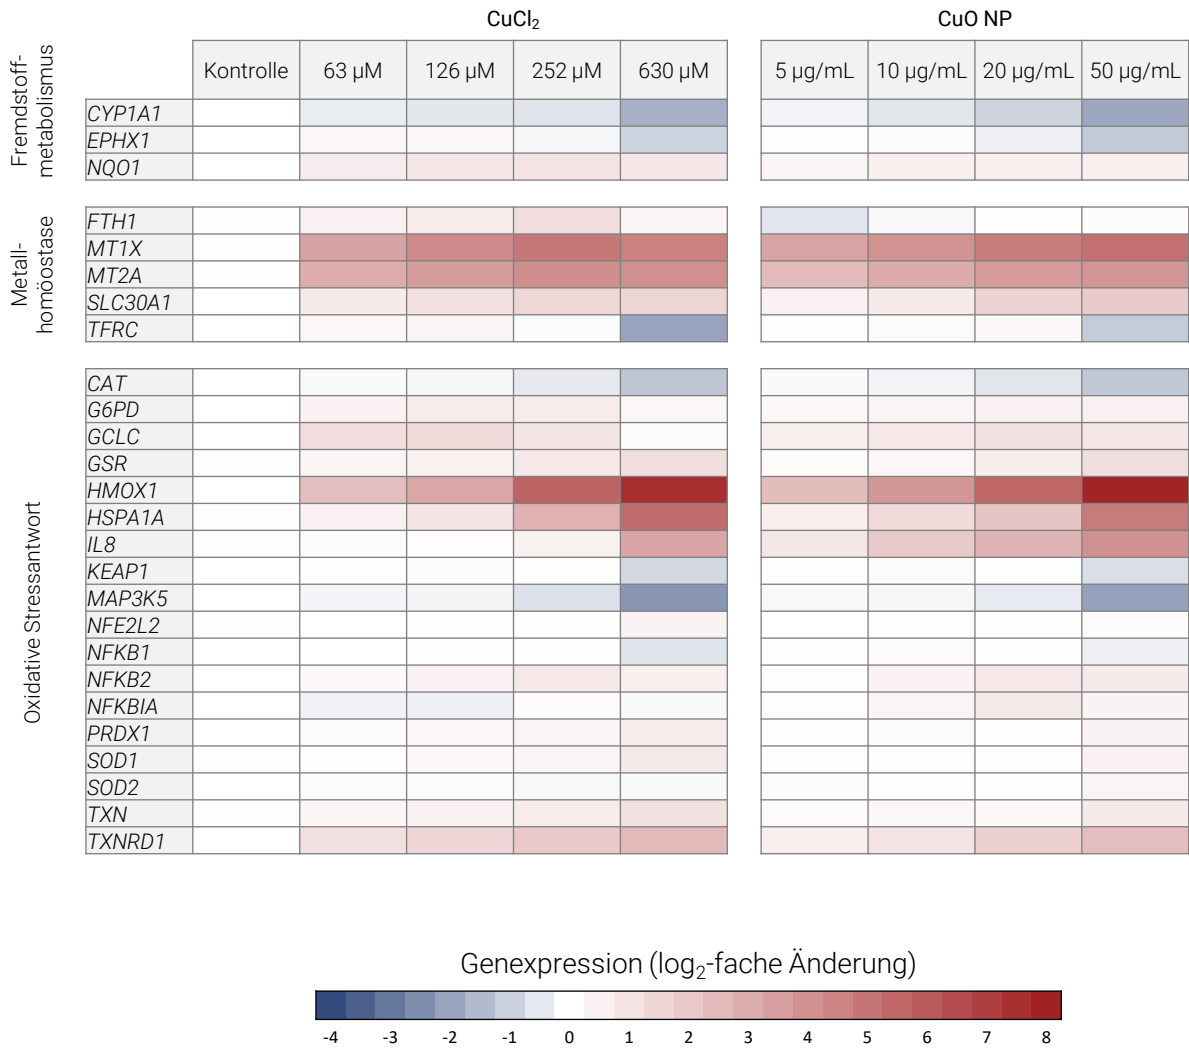 CuCl₂
CuO NP
Kontrolle 63 µM 126 µM 252 µM 630 µM 5 µg/mL 10 µg/mL 20 µg/mL 50 µg/mL
Fremdstoff-
metabolismus
CYP1A1
EPHX1
NQO1
Metall-
homöostase
FTH1
MT1X
MT2A
SLC30A1
TFRC
Oxidative Stressantwort
CAT
G6PD
GCLC
GSR
HMOX1
HSPA1A
IL8
KEAP1
MAP3K5
NFE2L2
NFKB1
NFKB2
NFKBIA
PRDX1
SOD1
SOD2
TXN
TXNRD1
Genexpression (log₂-fache Änderung)
-4 -3 -2 -1 0 1 2 3 4 5 6 7 8